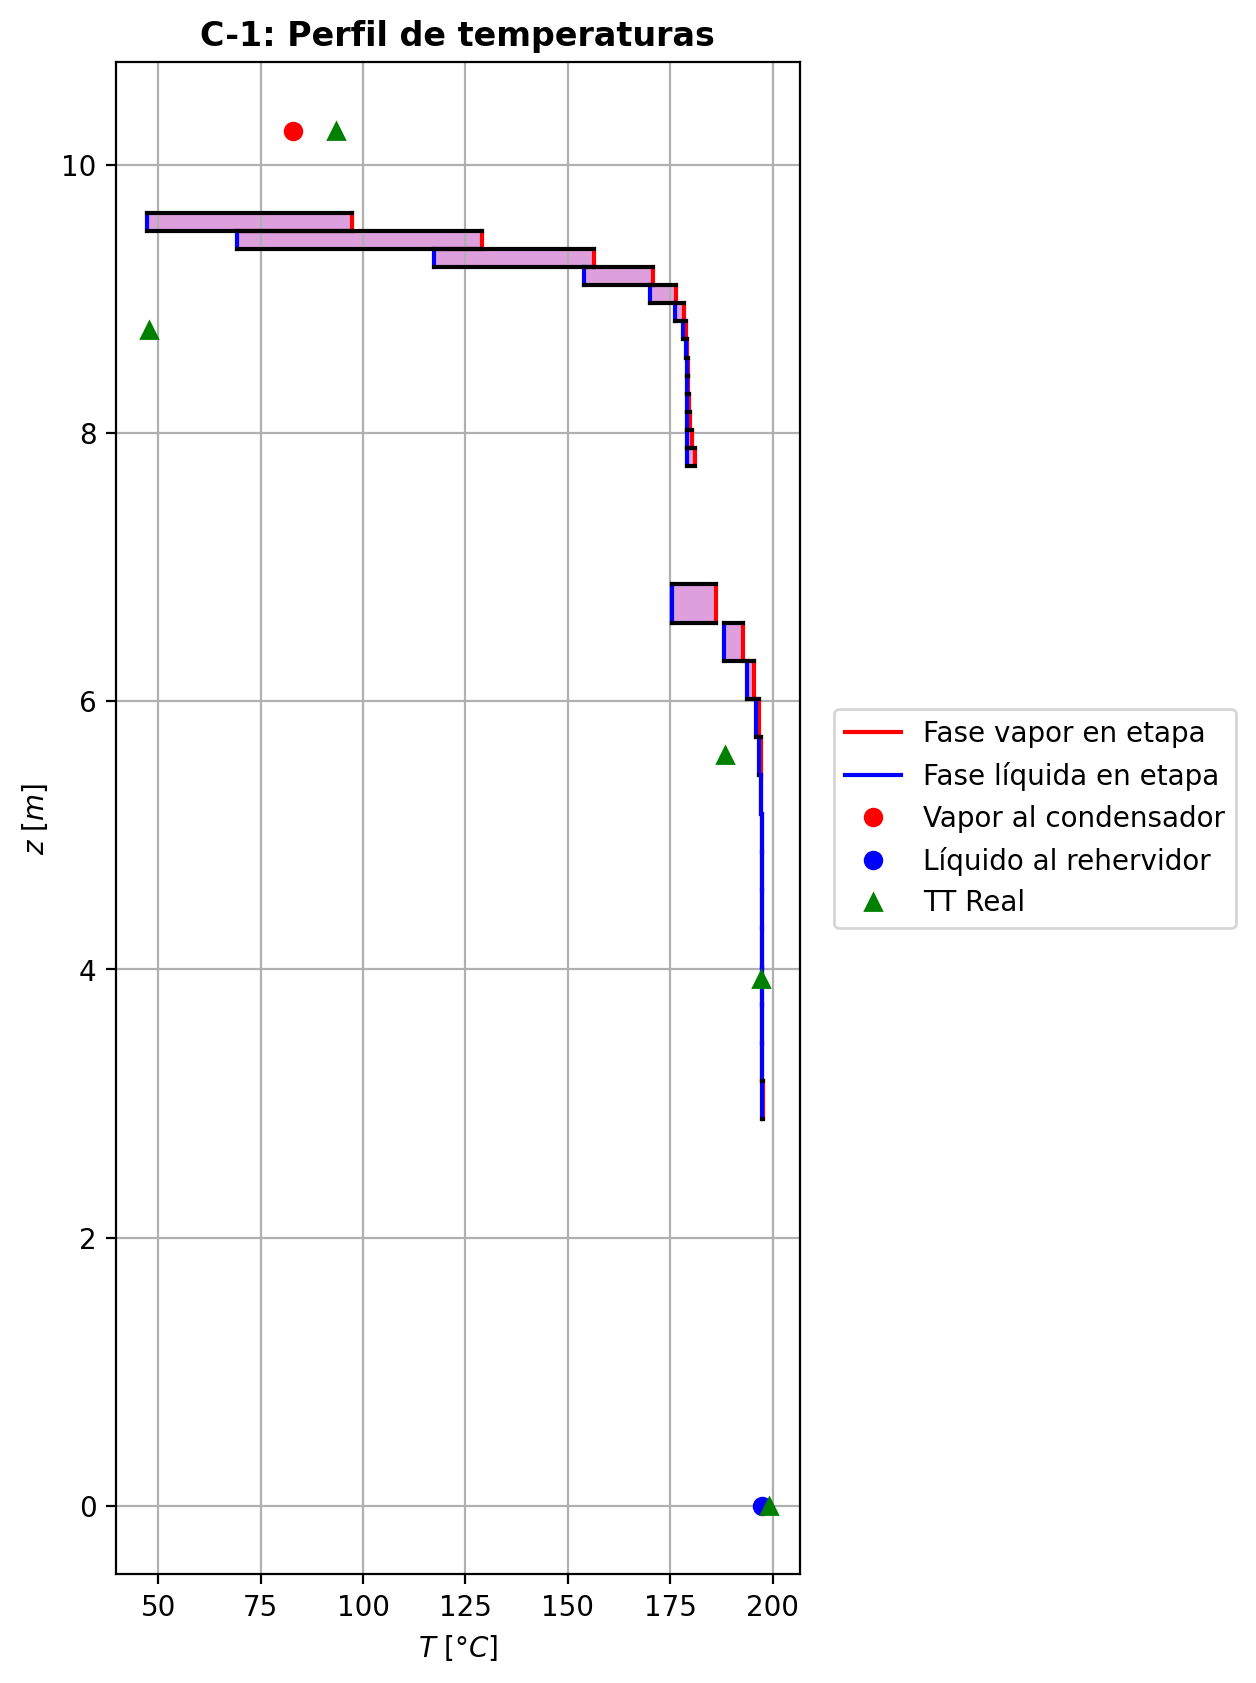 C-1: Perfil de temperaturas
10
8
6
4
2
0
z [m]
50 75 100 125 150 175 200
T [°C]
Fase vapor en etapa
Fase líquida en etapa
Vapor al condensador
Líquido al rehervidor
TT Real